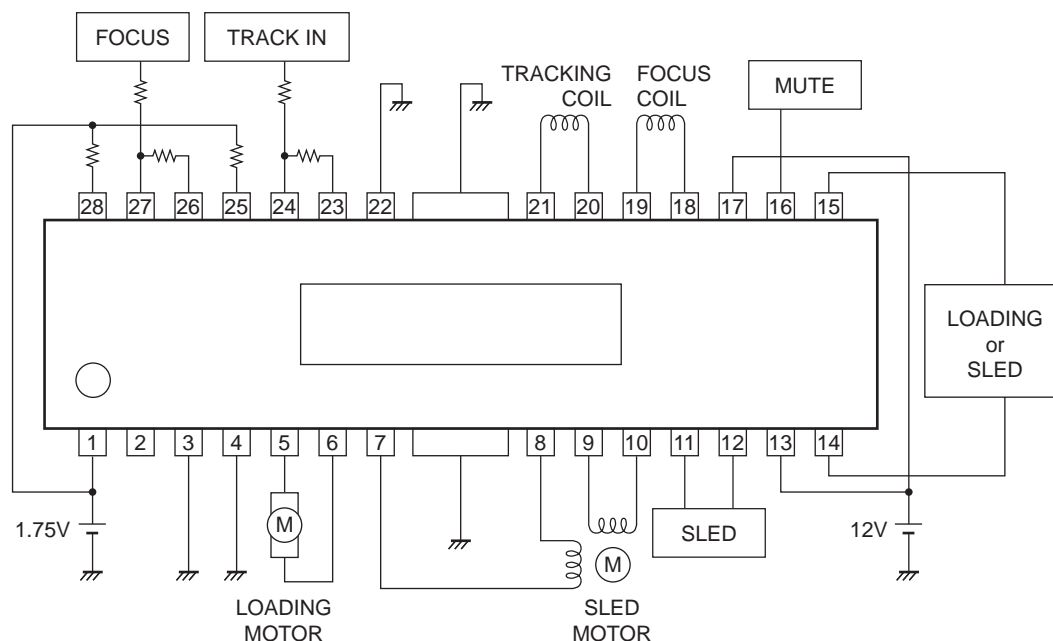 FOCUS
TRACK IN
TRACKING
COIL
FOCUS
COIL
MUTE
28 27 26 25 24 23 22 21 20 19 18 17 16 15
LOADING
or
SLED
1 2 3 4 5 6 7 8 9 10 11 12 13 14
1.75V
M
SLED
12V
M
LOADING
MOTOR
SLED
MOTOR